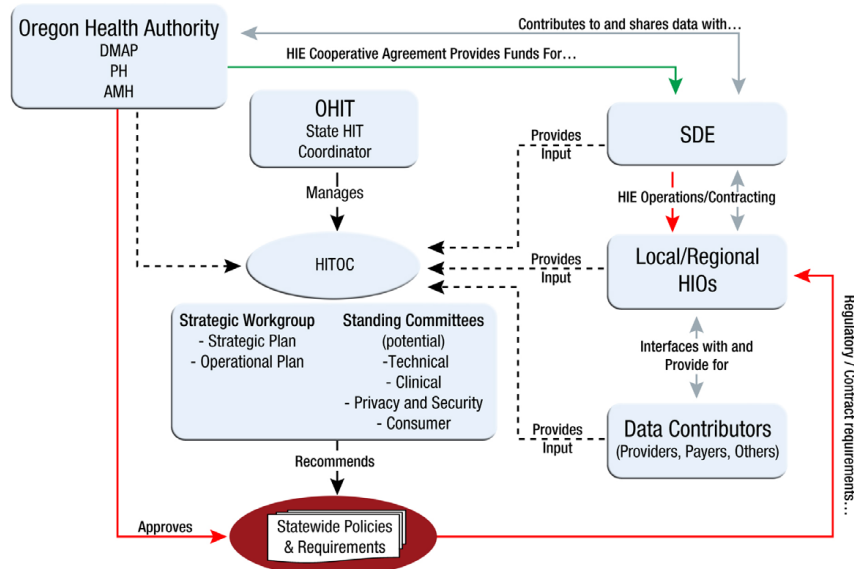 Oregon Health Authority
DMAP
PH
AMH
Contributes to and shares data with…
HIE Cooperative Agreement Provides Funds For…
OHIT
State HIT
Coordinator
Manages
SDE
Provides
Input
HIE Operations/Contracting
HITOC
Provides
Input
Local/Regional
HIOs
Strategic Workgroup
- Strategic Plan
- Operational Plan
Standing Committees
(potential)
-Technical
- Clinical
- Privacy and Security
- Consumer
Interfaces with and
Provide for
Regulatory / Contract requirements…
Provides
Input
Data Contributors
(Providers, Payers, Others)
Recommends
Approves
Statewide Policies
& Requirements